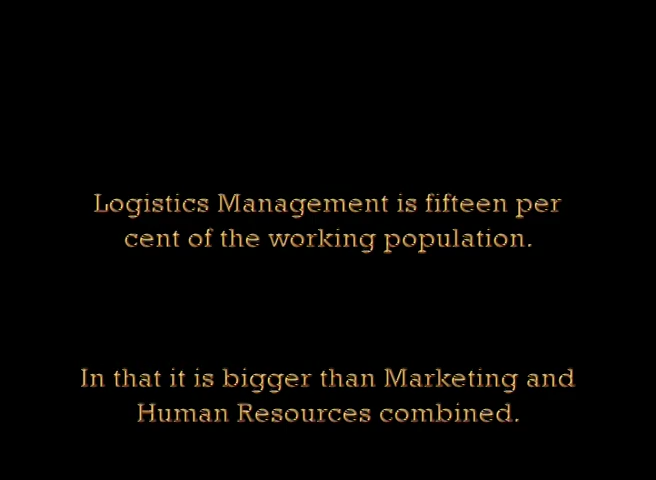 Logistics Management is fifteen per
cent of the working population.
In that it is bigger than Marketing and
Human Resources combined.